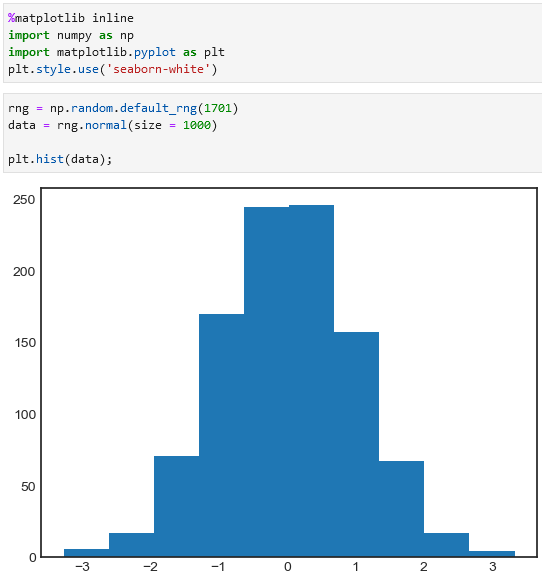 %matplotlib inline
import numpy as np
import matplotlib.pyplot as plt
plt.style.use('seaborn-white')
rng = np.random.default_rng(1701)
data = rng.normal(size = 1000)
plt.hist(data);
250
200
150
100
50
0
−3 −2 −1 0 1 2 3